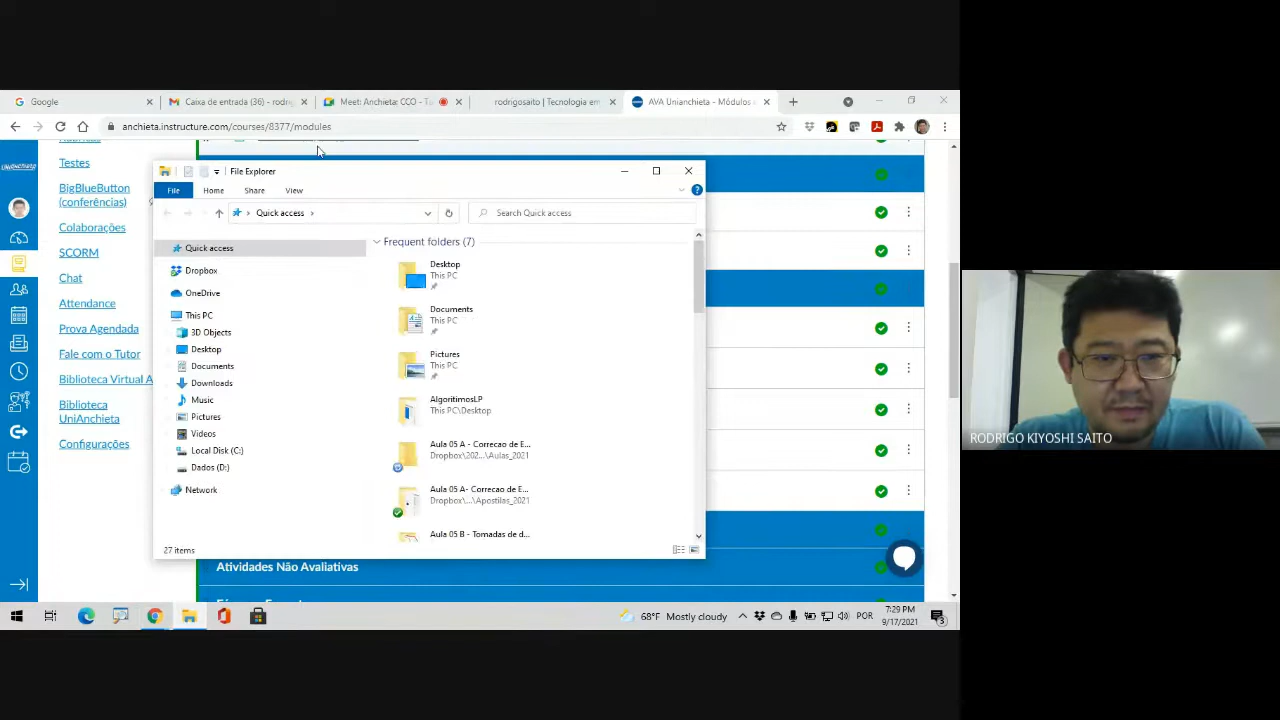 Google
Caixa de entrada (36) - rodrig
Meet: Anchieta: CCO - Tu
rodrigosaito | Tecnologia em
AVA Unianchieta - Módulos
anchieta.instructure.com/courses/8377/modules
Testes
BigBlueButton
(conferências)
Colaborações
SCORM
Chat
Attendance
Prova Agendada
Fale com o Tutor
Biblioteca Virtual A
Biblioteca
UniAnchieta
Configurações
File Explorer
File
Home
Share
View
Quick access
Search Quick access
Quick access
Dropbox
OneDrive
This PC
3D Objects
Desktop
Documents
Downloads
Music
Pictures
Videos
Local Disk (C:)
Dados (D:)
Network
Frequent folders (7)
Desktop
This PC
Documents
This PC
Pictures
This PC
AlgoritimosLP
This PC\Desktop
Aula 05 A - Correcao de E...
Dropbox\202...\Aulas_2021
Aula 05 A- Correcao de E...
Dropbox\...\Apostilas_2021
Aula 05 B - Tomadas de d...
27 items
Atividades Não Avaliativas
68°F Mostly cloudy
POR
7:29 PM
9/17/2021
3
RODRIGO KIYOSHI SAITO